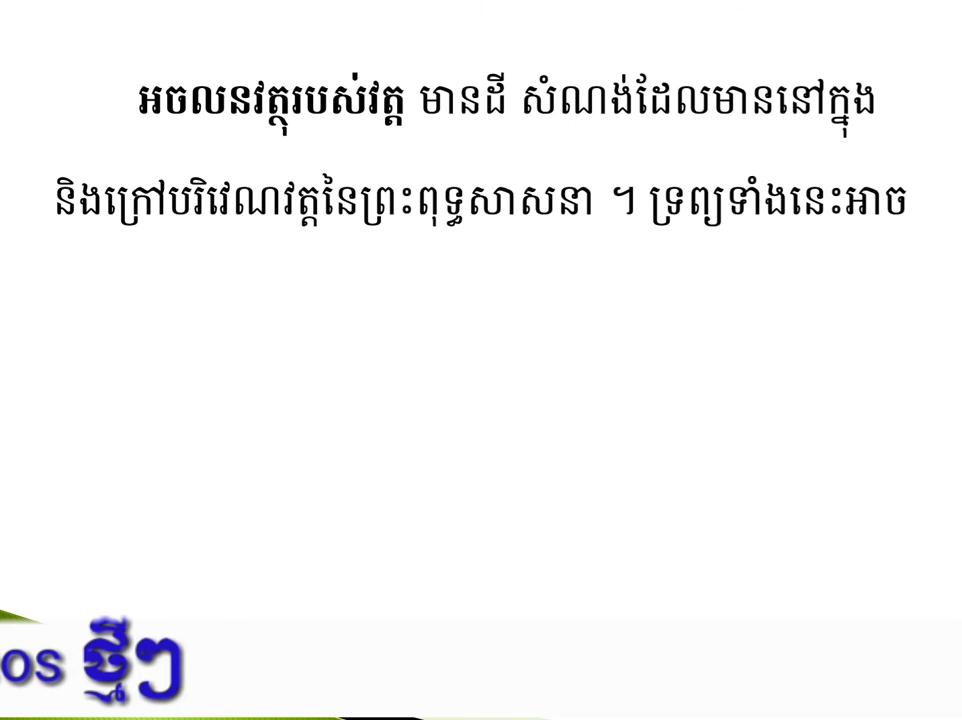 អចលនវត្ថុរបស់វត្ត មានដី សំណង់ដែលមាននៅក្នុង
និងក្រៅបរិវេណវត្តនៃព្រះពុទ្ធសាសនា ។ ទ្រព្យទាំងនេះអាច
os ថ្មីៗ